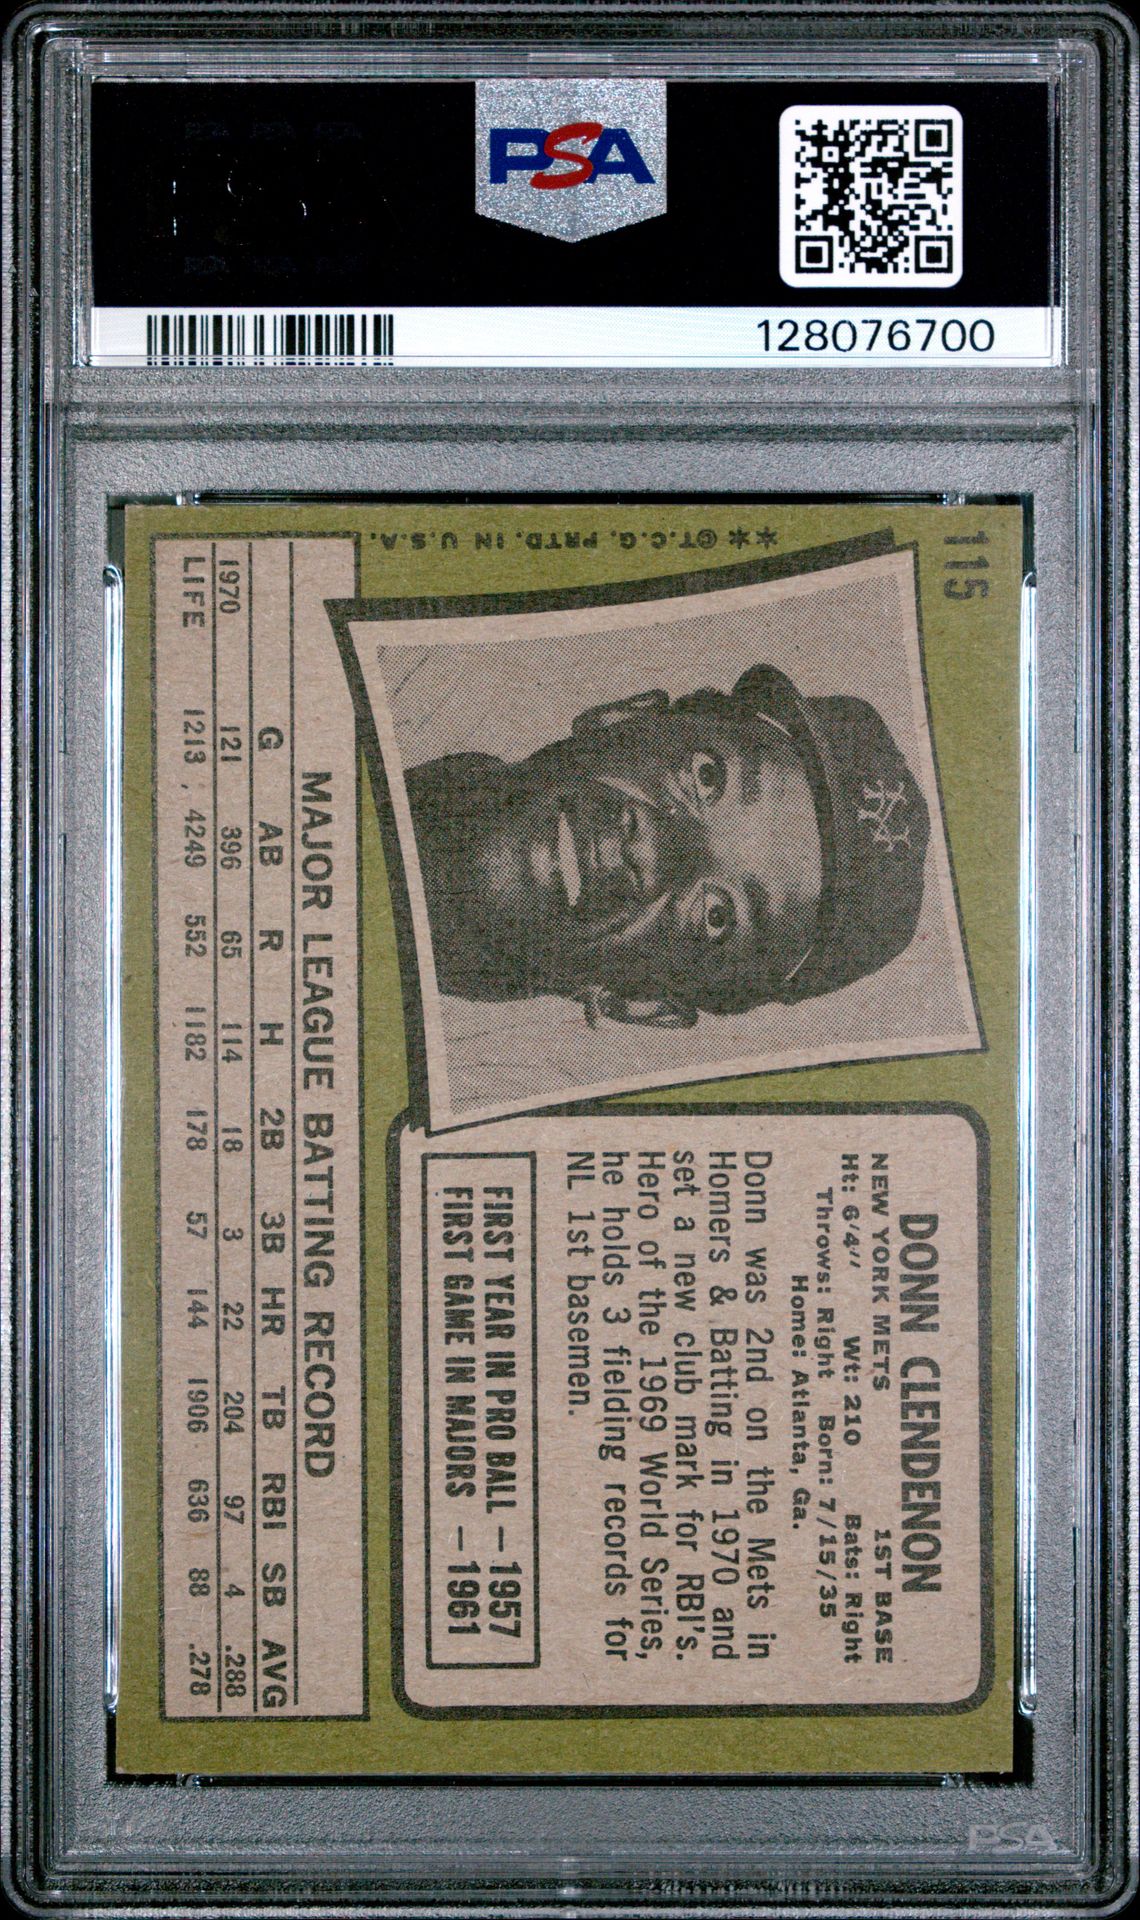 PSA
128076700
115
**©T.C.G. PRTD. IN U.S.A.
DONN CLENDENON
NEW YORK METS 1ST BASE
Ht: 6'4" Wt: 210 Bats: Right
Throws: Right Born: 7/15/35
Home: Atlanta, Ga.
Donn was 2nd on the Mets in
Homers & Batting in 1970 and
set a new club mark for RBI's.
Hero of the 1969 World Series,
he holds 3 fielding records for
NL 1st basemen.
FIRST YEAR IN PRO BALL — 1957
FIRST GAME IN MAJORS — 1961
MAJOR LEAGUE BATTING RECORD
G AB R H 2B 3B HR TB RBI SB AVG
1970 121 396 65 114 18 3 22 204 97 4 .288
LIFE 1213 4249 552 1182 178 57 144 1906 636 88 .278
PSA